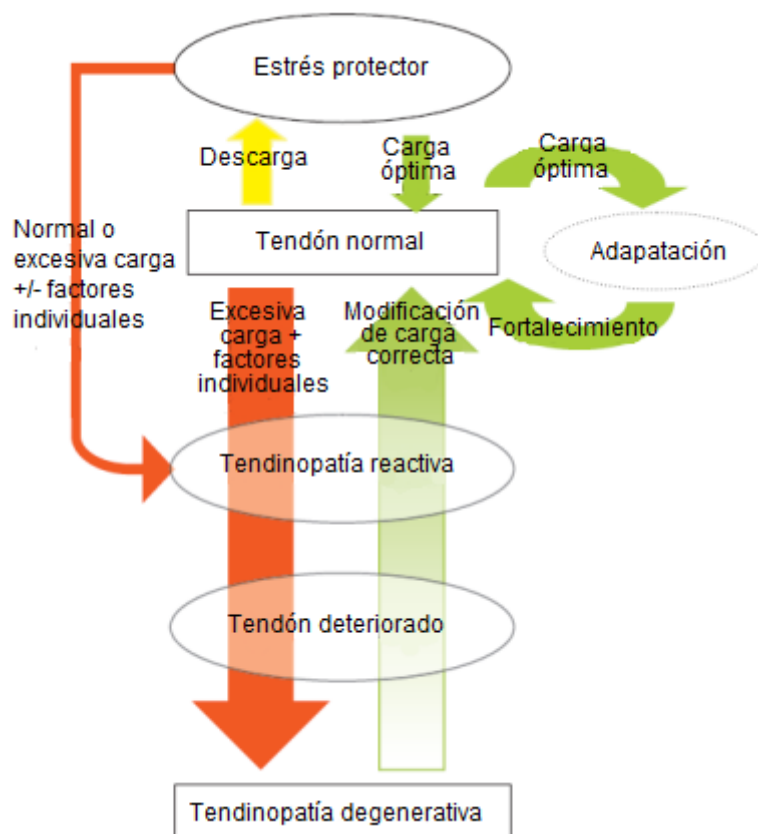 Estrés protector
Descarga
Carga
óptima
Carga
óptima
Normal o
excesiva carga
+/- factores
individuales
Tendón normal
Adapatación
Excesiva
carga +
factores
individuales
Modificación
de carga
correcta
Fortalecimiento
Tendinopatía reactiva
Tendón deteriorado
Tendinopatía degenerativa